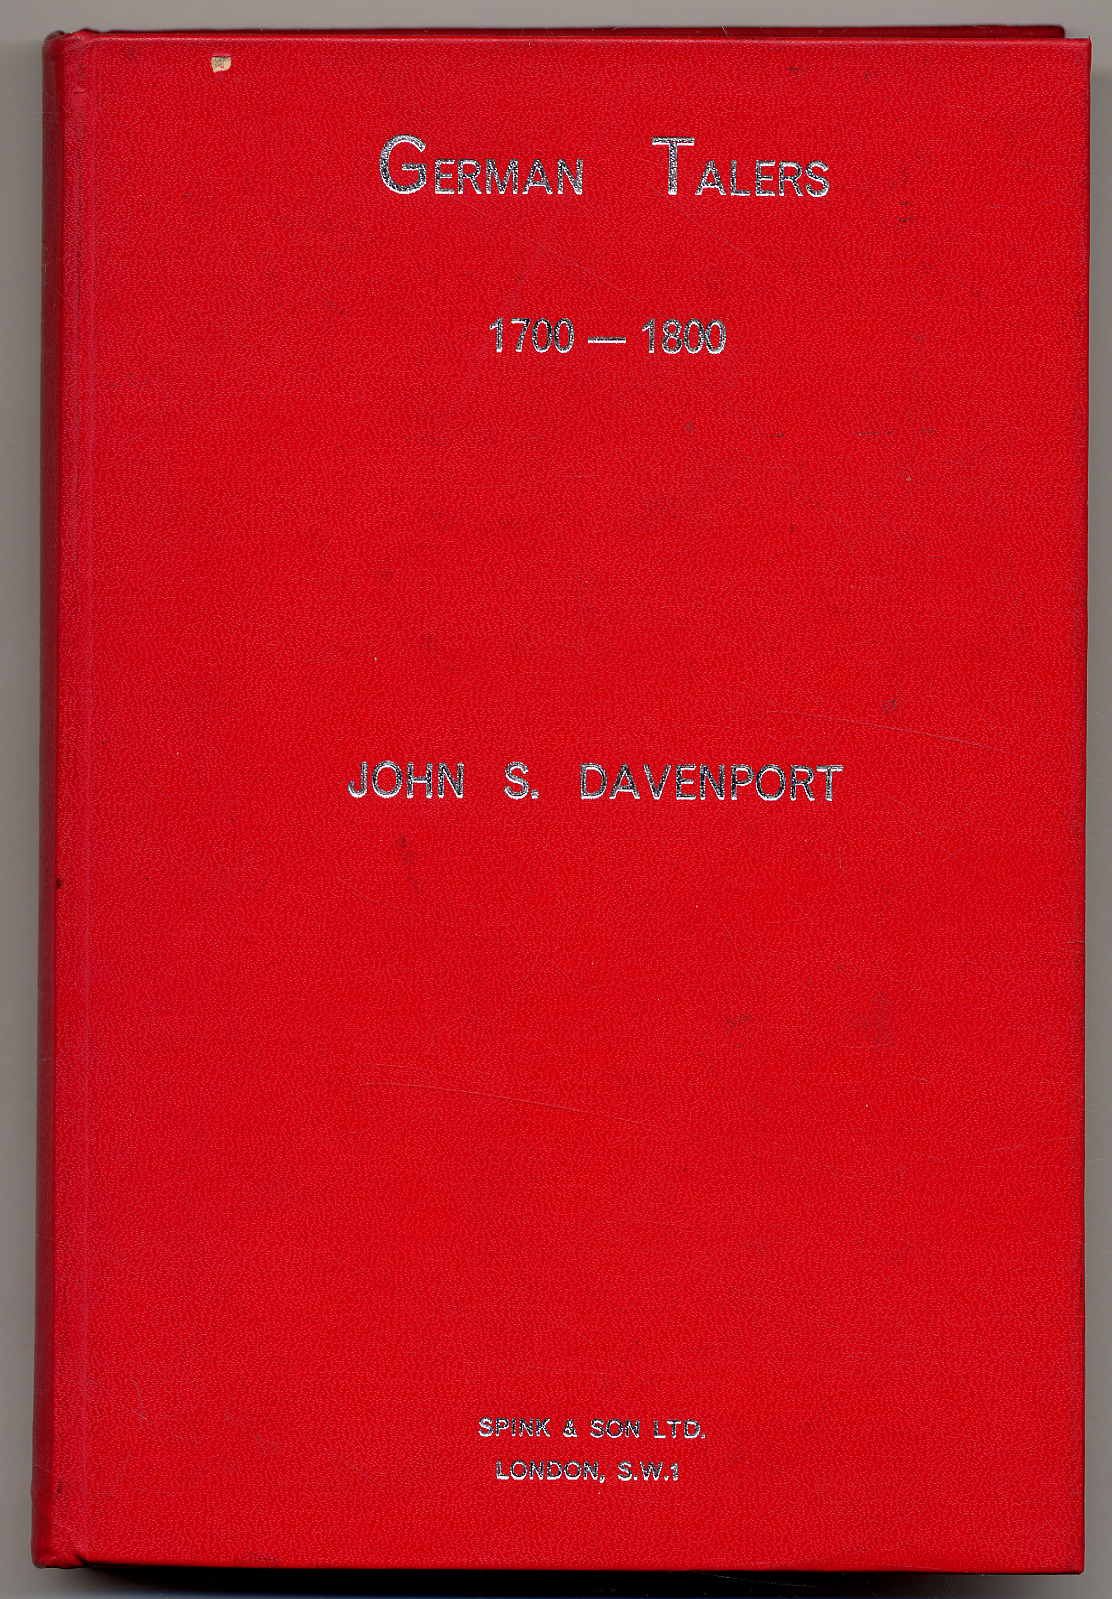 GERMAN TALERS
1700 — 1800
JOHN S. DAVENPORT
SPINK & SON LTD.
LONDON, S.W.1